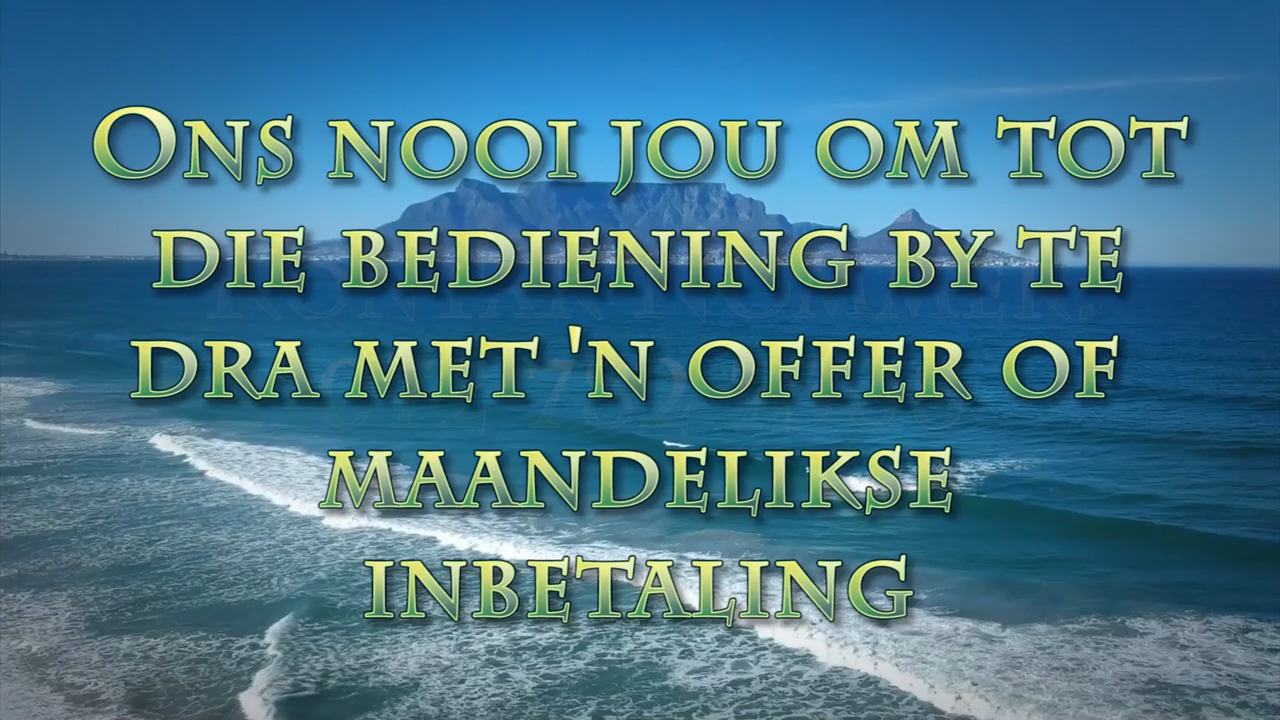 Ons nooi jou om tot
die bediening by te
dra met 'n offer of
maandelikse
inbetaling